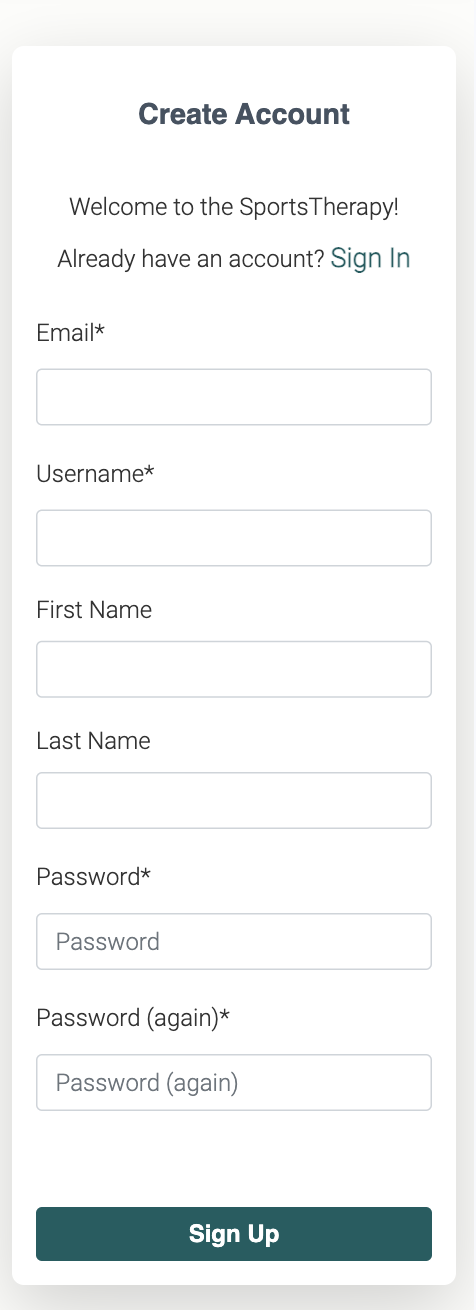 Create Account
Welcome to the SportsTherapy!
Already have an account? Sign In
Email*
Username*
First Name
Last Name
Password*
Password
Password (again)*
Password (again)
Sign Up